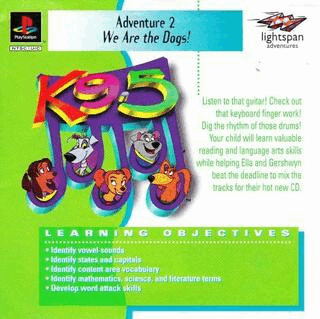 Adventure 2
We Are the Dogs!
PlayStation
NTSC U/C
lightspan
adventures
K9.5
Listen to that guitar! Check out
that keyboard finger work!
Dig the rhythm of those drums!
Your child will learn valuable
reading and language arts skills
while helping Ella and Gershwyn
beat the deadline to mix the
tracks for their hot new CD.
LEARNING OBJECTIVES
• Identify vowel sounds
• Identify states and capitals
• Identify content area vocabulary
• Identify mathematics, science, and literature terms
• Develop word attack skills